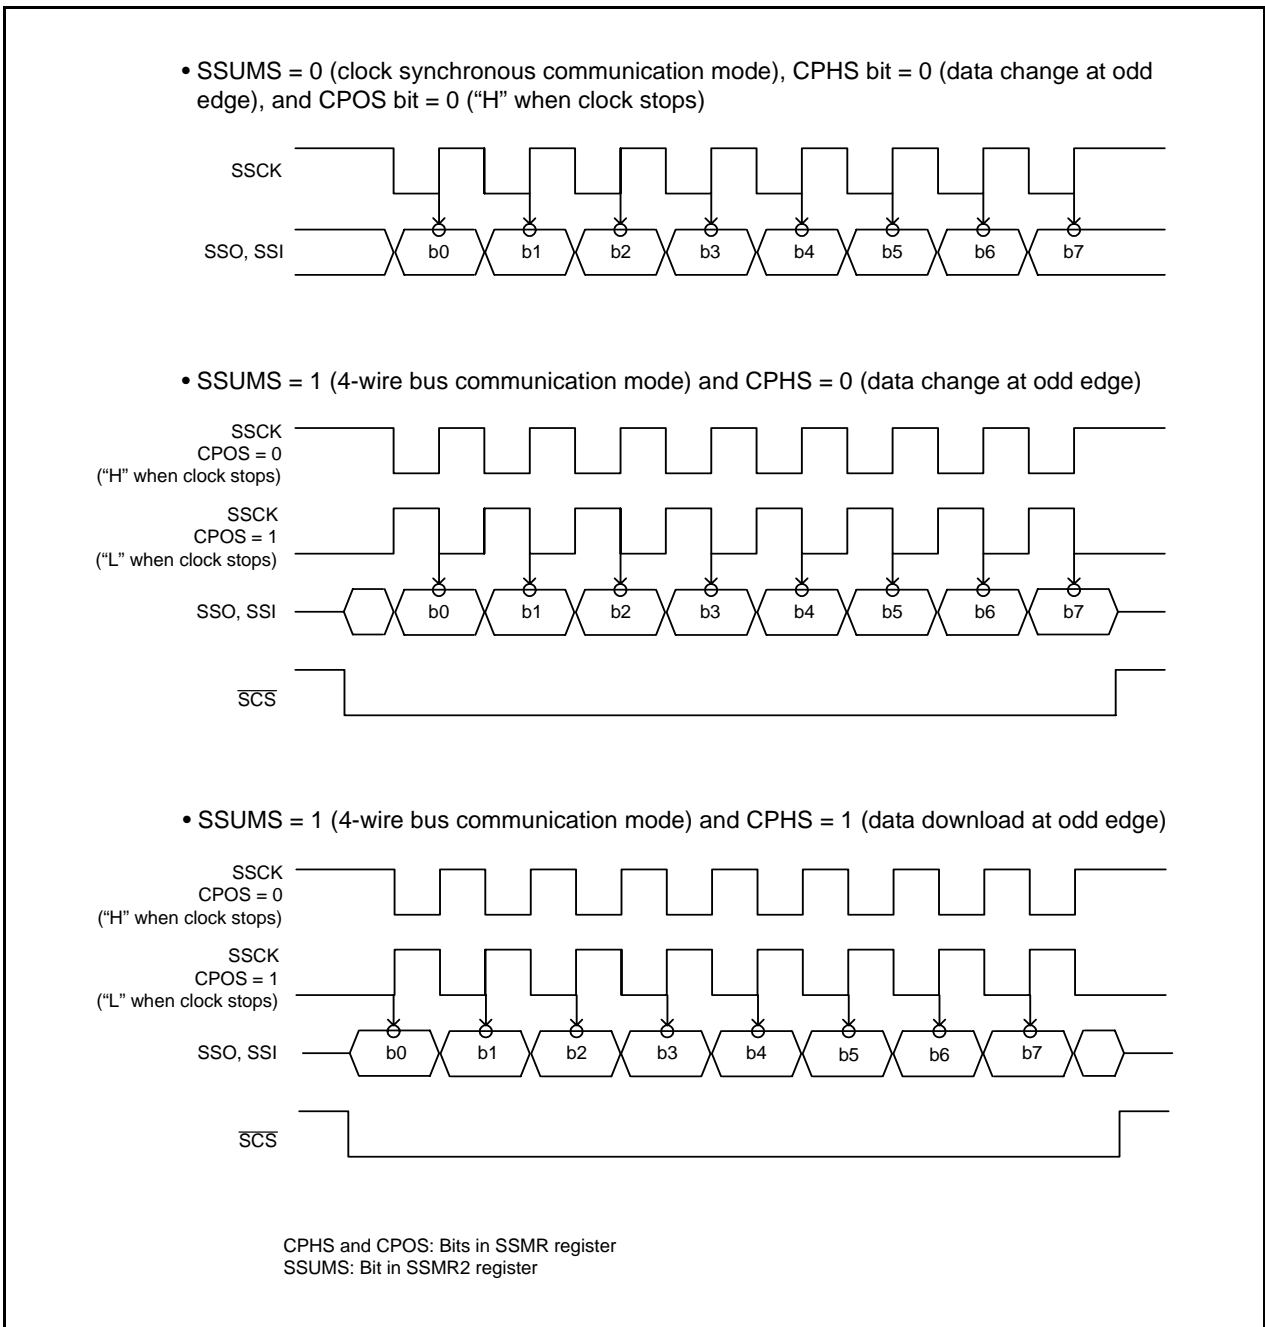 • SSUMS = 0 (clock synchronous communication mode), CPHS bit = 0 (data change at odd
edge), and CPOS bit = 0 (“H” when clock stops)
SSCK
SSO, SSI
b0 b1 b2 b3 b4 b5 b6 b7
• SSUMS = 1 (4-wire bus communication mode) and CPHS = 0 (data change at odd edge)
SSCK
CPOS = 0
(“H” when clock stops)
SSCK
CPOS = 1
(“L” when clock stops)
SSO, SSI
b0 b1 b2 b3 b4 b5 b6 b7
SCS
• SSUMS = 1 (4-wire bus communication mode) and CPHS = 1 (data download at odd edge)
SSCK
CPOS = 0
(“H” when clock stops)
SSCK
CPOS = 1
(“L” when clock stops)
SSO, SSI
b0 b1 b2 b3 b4 b5 b6 b7
SCS
CPHS and CPOS: Bits in SSMR register
SSUMS: Bit in SSMR2 register